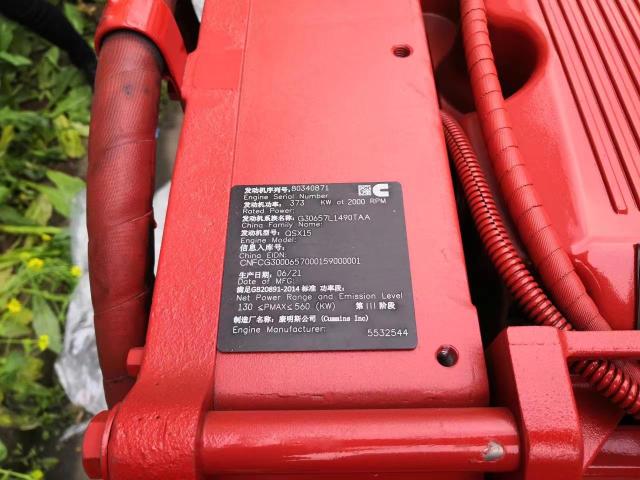 发动机序列号: 80340871
Engine Serial Number
发动机功率: 373 KW at 2000 RPM
Rated Power:
发动机系族名称: G30657L1490TAA
China Family Name:
发动机型号: QSX15
Engine Model:
信息入库号:
China EIDN:
CNFCG3000657000159000001
生产日期 06/21
Date of MFG:
满足GB20891-2014 标准 功率段:
Net Power Range and Emission Level
130 ≤PMAX≤560 (KW) 第 III 阶段
制造厂名称: 康明斯公司 (Cummins Inc)
Engine Manufacturer: 5532544